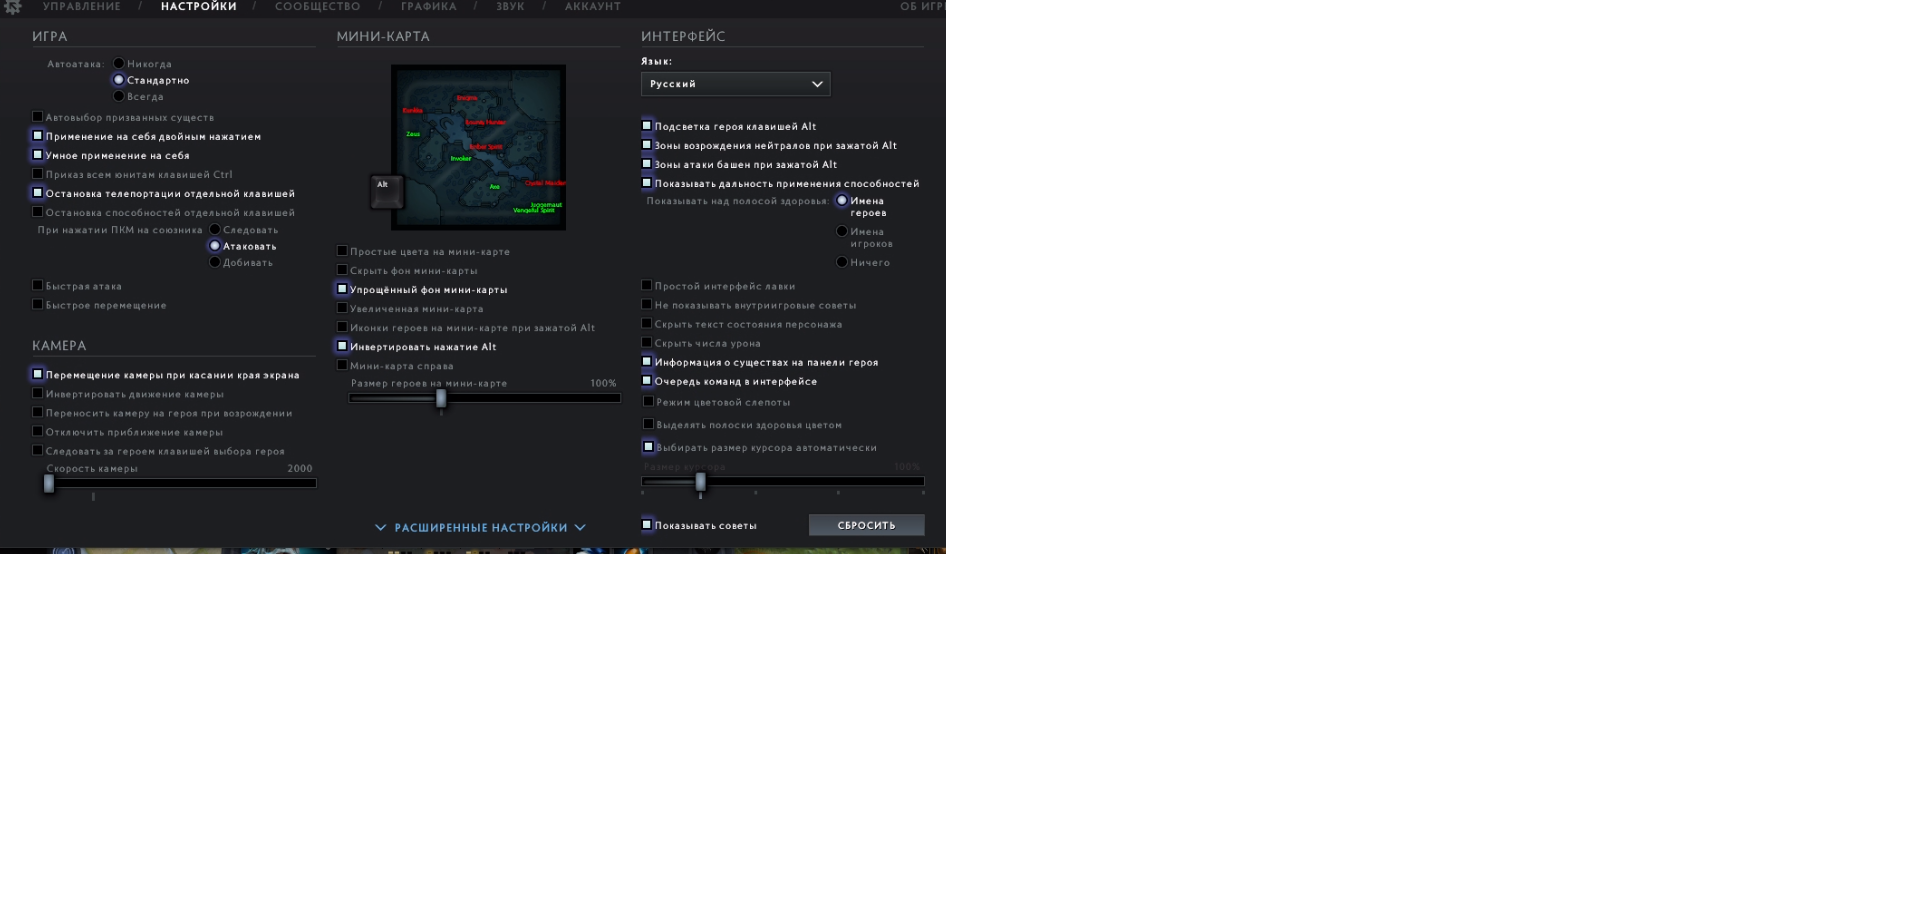 УПРАВЛЕНИЕ / НАСТРОЙКИ / СООБЩЕСТВО / ГРАФИКА / ЗВУК / АККАУНТ ОБ ИГР
ИГРА
Автоатака: Никогда
Стандартно
Всегда
Автовыбор призванных существ
Применение на себя двойным нажатием
Умное применение на себя
Приказ всем юнитам клавишей Ctrl
Остановка телепортации отдельной клавишей
Остановка способностей отдельной клавишей
При нажатии ПКМ на союзника Следовать
Атаковать
Добивать
Быстрая атака
Быстрое перемещение
КАМЕРА
Перемещение камеры при касании края экрана
Инвертировать движение камеры
Переносить камеру на героя при возрождении
Отключить приближение камеры
Следовать за героем клавишей выбора героя
Скорость камеры 2000
МИНИ-КАРТА
Enigma
Kunkka
Bounty Hunter
Zeus
Ember Spirit
Invoker
Alt
Axe
Crystal Maiden
Juggernaut
Vengeful Spirit
Простые цвета на мини-карте
Скрыть фон мини-карты
Упрощённый фон мини-карты
Увеличенная мини-карта
Иконки героев на мини-карте при зажатой Alt
Инвертировать нажатие Alt
Мини-карта справа
Размер героев на мини-карте 100%
РАСШИРЕННЫЕ НАСТРОЙКИ
ИНТЕРФЕЙС
Язык:
Русский
Подсветка героя клавишей Alt
Зоны возрождения нейтралов при зажатой Alt
Зоны атаки башен при зажатой Alt
Показывать дальность применения способностей
Показывать над полосой здоровья: Имена
героев
Имена
игроков
Ничего
Простой интерфейс лавки
Не показывать внутриигровые советы
Скрыть текст состояния персонажа
Скрыть числа урона
Информация о существах на панели героя
Очередь команд в интерфейсе
Режим цветовой слепоты
Выделять полоски здоровья цветом
Выбирать размер курсора автоматически
Размер курсора 100%
Показывать советы СБРОСИТЬ